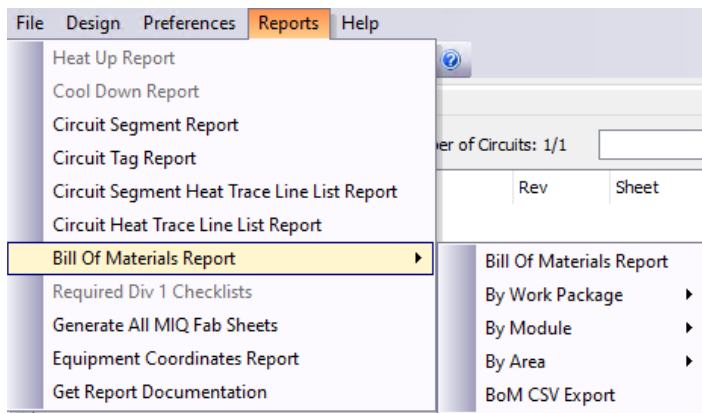 File Design Preferences Reports Help
Heat Up Report
Cool Down Report
Circuit Segment Report
Circuit Tag Report
er of Circuits: 1/1
Circuit Segment Heat Trace Line List Report
Rev Sheet
Circuit Heat Trace Line List Report
Bill Of Materials Report
Bill Of Materials Report
Required Div 1 Checklists
By Work Package
Generate All MIQ Fab Sheets
By Module
Equipment Coordinates Report
By Area
Get Report Documentation
BoM CSV Export